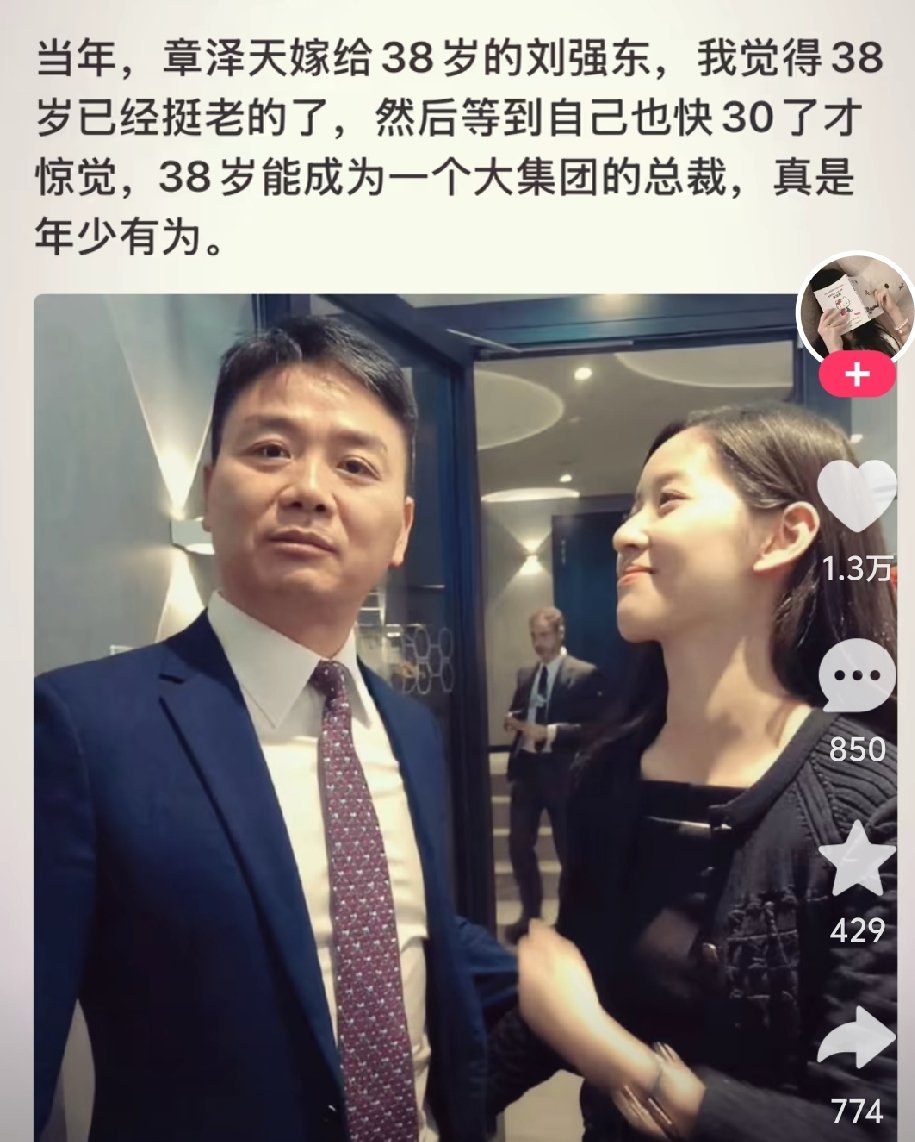 当年，章泽天嫁给38岁的刘强东，我觉得38
岁已经挺老的了，然后等到自己也快30了才
惊觉，38岁能成为一个大集团的总裁，真是
年少有为。
1.3万
850
429
774